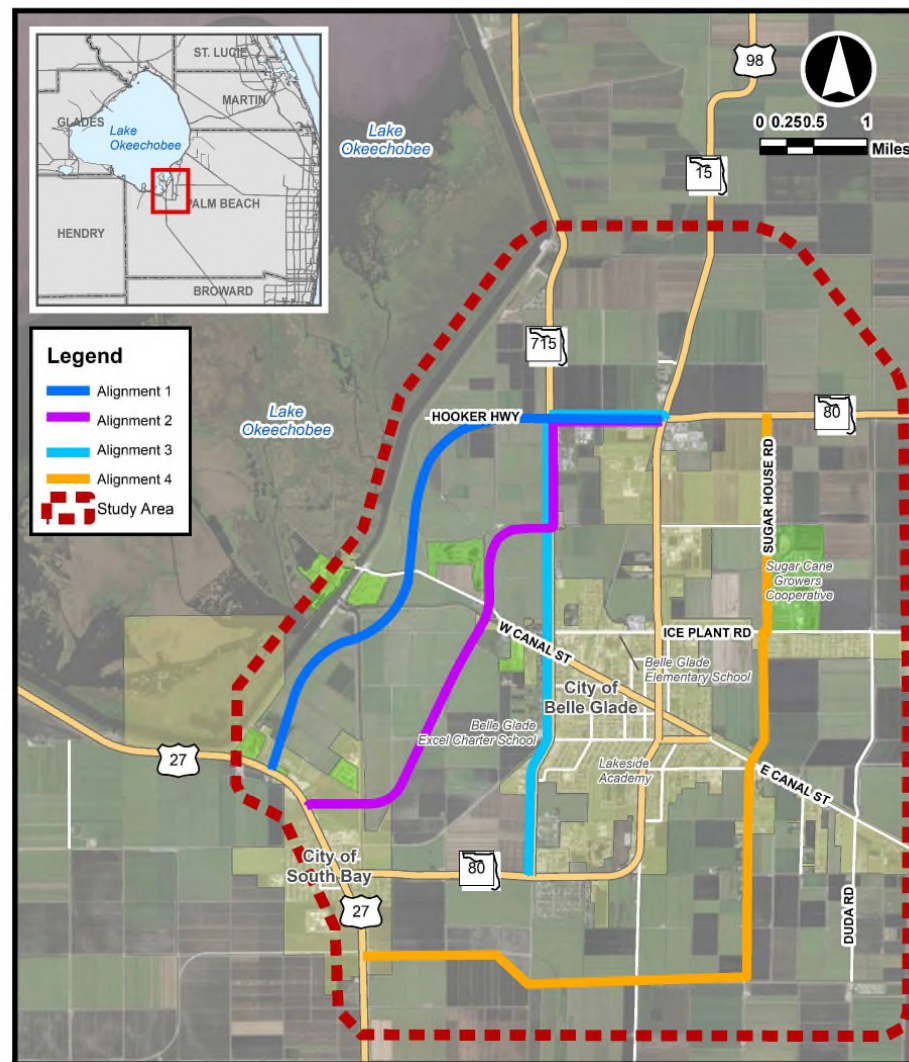 ST. LUCIE
MARTIN
GLADES
Lake
Okeechobee
PALM BEACH
HENDRY
BROWARD
Lake
Okeechobee
98
0 0.250.5 1
Miles
15
715
Legend
Alignment 1
Alignment 2
Alignment 3
Alignment 4
Study Area
Lake
Okeechobee
HOOKER HWY
80
SUGAR HOUSE RD
Sugar Cane
Growers
Cooperative
W CANAL ST
ICE PLANT RD
Belle Glade
Elementary School
City of
Belle Glade
Belle Glade
Excel Charter School
Lakeside
Academy
27
E CANAL ST
City of
South Bay
80
27
DUDA RD